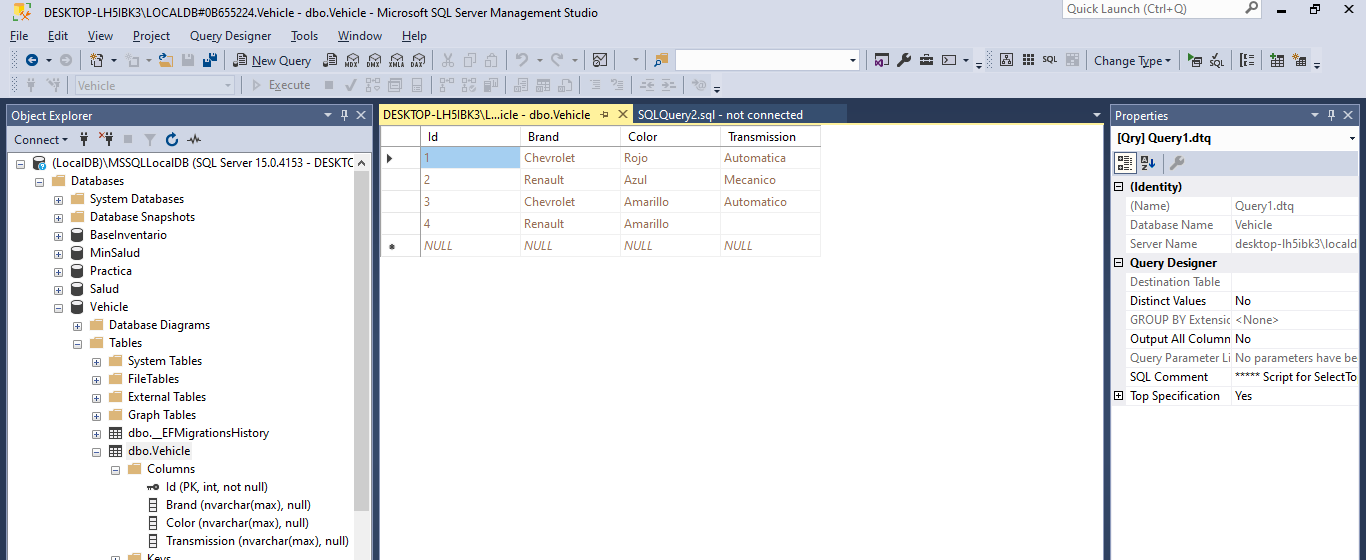 DESKTOP-LH5IBK3\LOCALDB#0B655224.Vehicle - dbo.Vehicle - Microsoft SQL Server Management Studio
Quick Launch (Ctrl+Q)
File Edit View Project Query Designer Tools Window Help
New Query MDX DMX XMLA DAX SQL Change Type SQL
Vehicle Execute
Object Explorer
Connect
(LocalDB)\MSSQLLocalDB (SQL Server 15.0.4153 - DESKTO
Databases
System Databases
Database Snapshots
BaseInventario
MinSalud
Practica
Salud
Vehicle
Database Diagrams
Tables
System Tables
FileTables
External Tables
Graph Tables
dbo.__EFMigrationsHistory
dbo.Vehicle
Columns
Id (PK, int, not null)
Brand (nvarchar(max), null)
Color (nvarchar(max), null)
Transmission (nvarchar(max), null)
Keys
DESKTOP-LH5IBK3\L...icle - dbo.Vehicle SQLQuery2.sql - not connected
Id Brand Color Transmission
1 Chevrolet Rojo Automatica
2 Renault Azul Mecanico
3 Chevrolet Amarillo Automatico
4 Renault Amarillo
NULL NULL NULL NULL
Properties
[Qry] Query1.dtq
(Identity)
(Name) Query1.dtq
Database Name Vehicle
Server Name desktop-lh5ibk3\locald
Query Designer
Destination Table
Distinct Values No
GROUP BY Extensio <None>
Output All Column No
Query Parameter Li No parameters have be
SQL Comment ***** Script for SelectTo
Top Specification Yes